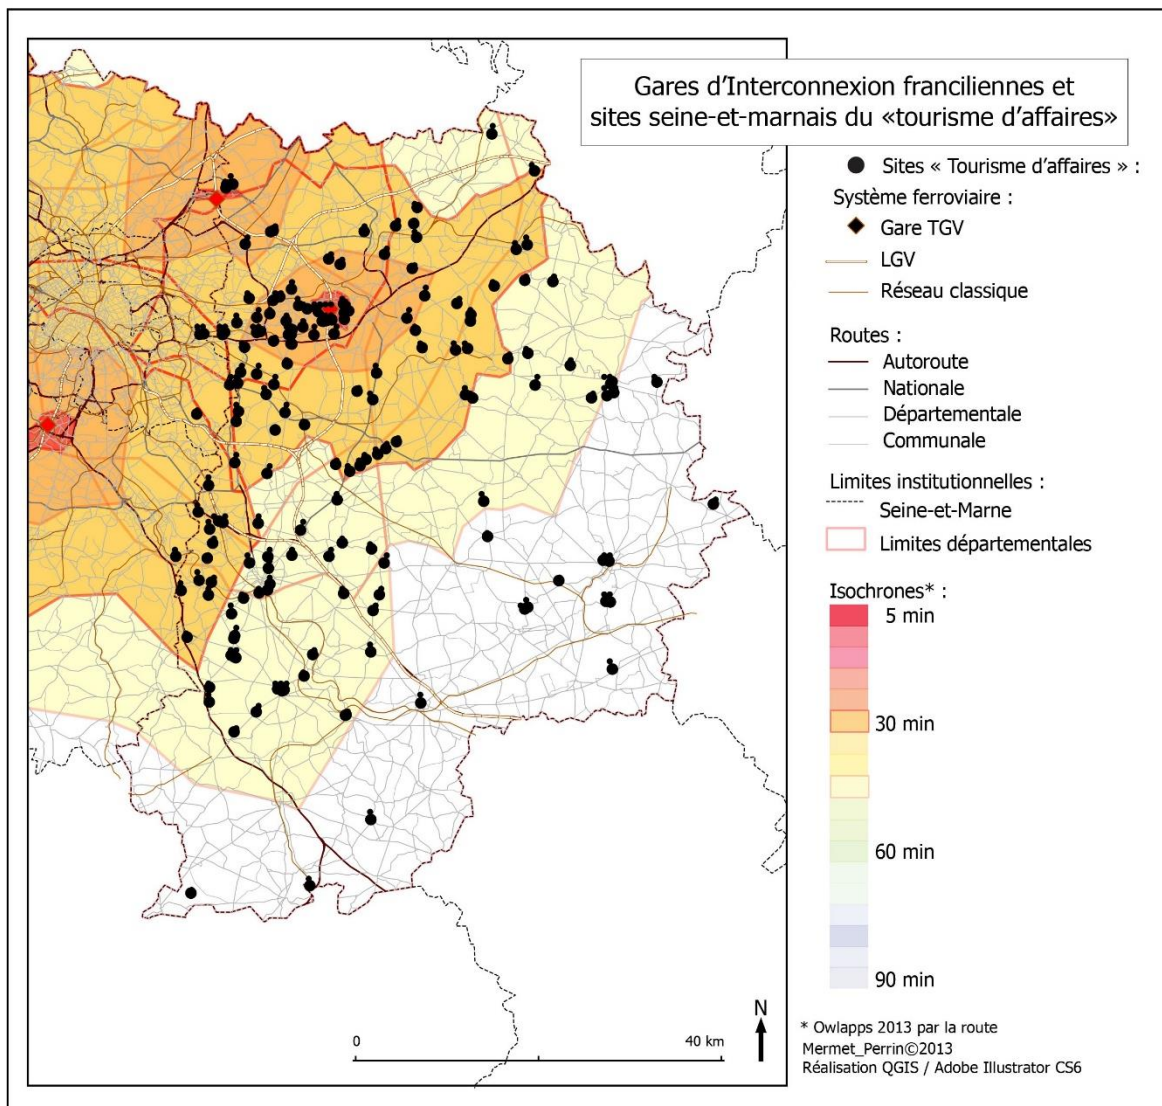 Gares d'Interconnexion franciliennes et
sites seine-et-marnais du «tourisme d'affaires»
Sites « Tourisme d'affaires » :
Système ferroviaire :
Gare TGV
LGV
Réseau classique
Routes :
Autoroute
Nationale
Départementale
Communale
Limites institutionnelles :
Seine-et-Marne
Limites départementales
Isochrones* :
5 min
30 min
60 min
90 min
N
0 40 km
* Owlapps 2013 par la route
Mermet_Perrin©2013
Réalisation QGIS / Adobe Illustrator CS6